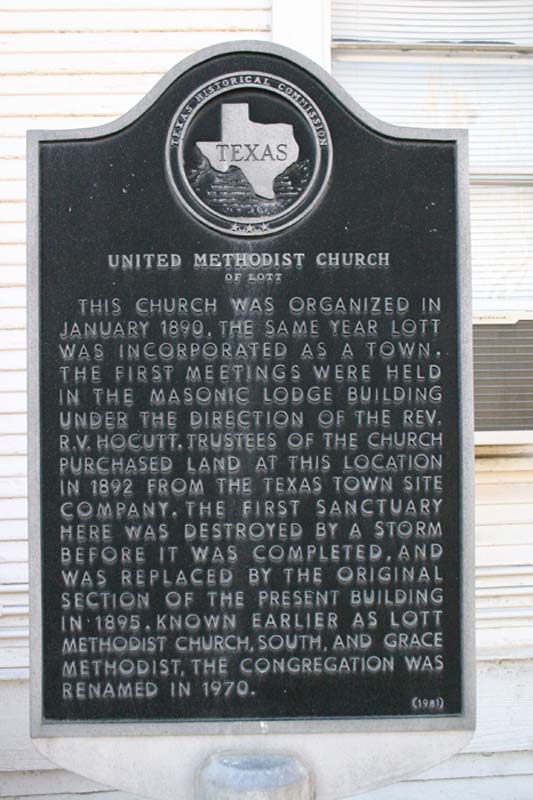 TEXAS HISTORICAL COMMISSION
TEXAS
UNITED METHODIST CHURCH
OF LOTT
THIS CHURCH WAS ORGANIZED IN
JANUARY 1890, THE SAME YEAR LOTT
WAS INCORPORATED AS A TOWN.
THE FIRST MEETINGS WERE HELD
IN THE MASONIC LODGE BUILDING
UNDER THE DIRECTION OF THE REV.
R.V. HOCUTT. TRUSTEES OF THE CHURCH
PURCHASED LAND AT THIS LOCATION
IN 1892 FROM THE TEXAS TOWN SITE
COMPANY. THE FIRST SANCTUARY
HERE WAS DESTROYED BY A STORM
BEFORE IT WAS COMPLETED, AND
WAS REPLACED BY THE ORIGINAL
SECTION OF THE PRESENT BUILDING
IN 1895. KNOWN EARLIER AS LOTT
METHODIST CHURCH, SOUTH, AND GRACE
METHODIST, THE CONGREGATION WAS
RENAMED IN 1970.
(1981)